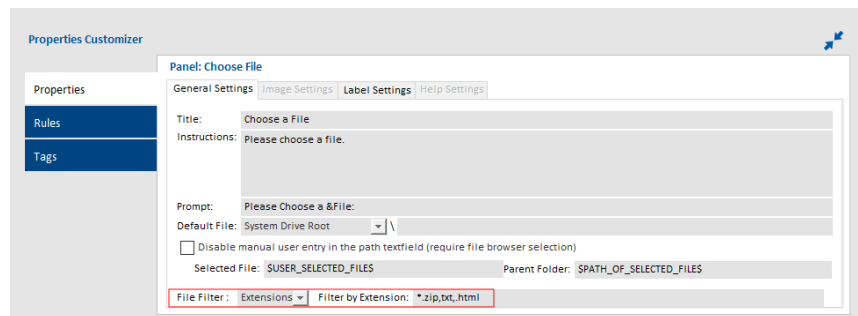 Properties Customizer
Panel: Choose File
Properties
General Settings Image Settings Label Settings Help Settings
Rules
Title: Choose a File
Instructions: Please choose a file.
Tags
Prompt: Please Choose a &File:
Default File: System Drive Root \
Disable manual user entry in the path textfield (require file browser selection)
Selected File: $USER_SELECTED_FILE$ Parent Folder: $PATH_OF_SELECTED_FILE$
File Filter : Extensions Filter by Extension: *.zip,txt,.html